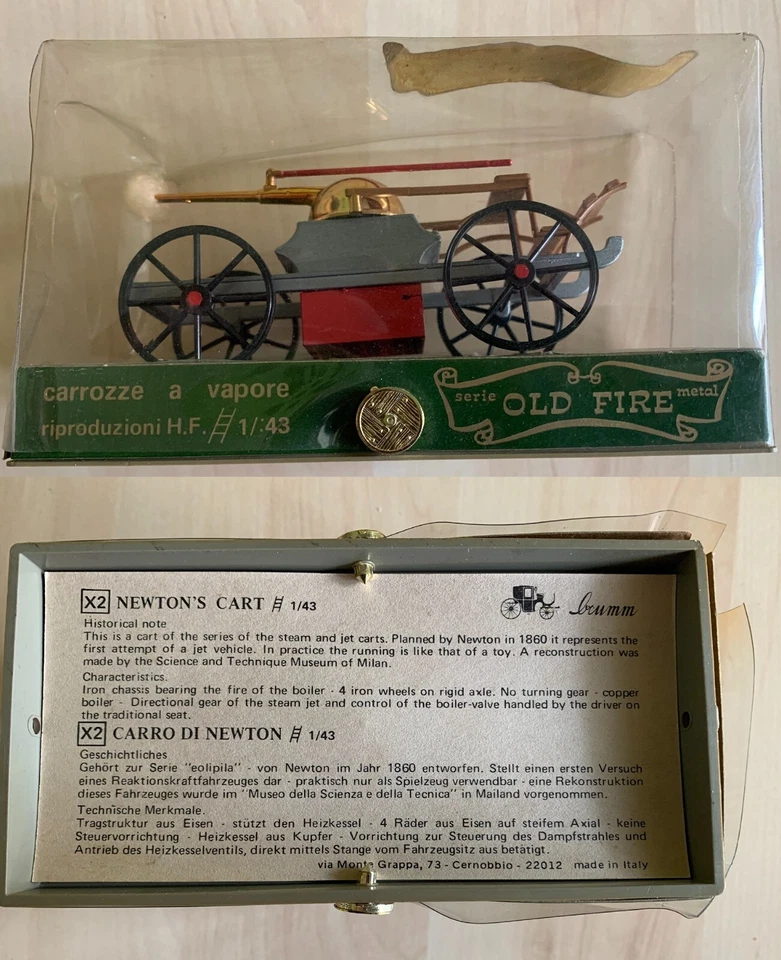 carrozze a vapore
riproduzioni H.F. 1/:43
serie OLD FIRE metal
X2 NEWTON'S CART 1/43
brumm
Historical note
This is a cart of the series of the steam and jet carts. Planned by Newton in 1860 it represents the
first attempt of a jet vehicle. In practice the running is like that of a toy. A reconstruction was
made by the Science and Technique Museum of Milan.
Characteristics.
Iron chassis bearing the fire of the boiler - 4 iron wheels on rigid axle. No turning gear - copper
boiler - Directional gear of the steam jet and control of the boiler-valve handled by the driver on
the traditional seat.
X2 CARRO DI NEWTON 1/43
Geschichtliches
Gehört zur Serie "eolipila" - von Newton im Jahr 1860 entworfen. Stellt einen ersten Versuch
eines Reaktionskraftfahrzeuges dar - praktisch nur als Spielzeug verwendbar - eine Rekonstruktion
dieses Fahrzeuges wurde im "Museo della Scienza e della Tecnica" in Mailand vorgenommen.
Technische Merkmale.
Tragstruktur aus Eisen - stützt den Heizkessel - 4 Räder aus Eisen auf steifem Axial - keine
Steuervorrichtung - Heizkessel aus Kupfer - Vorrichtung zur Steuerung des Dampfstrahles und
Antrieb des Heizkesselventils, direkt mittels Stange vom Fahrzeugsitz aus betätigt.
via Monte Grappa, 73 - Cernobbio - 22012 made in Italy